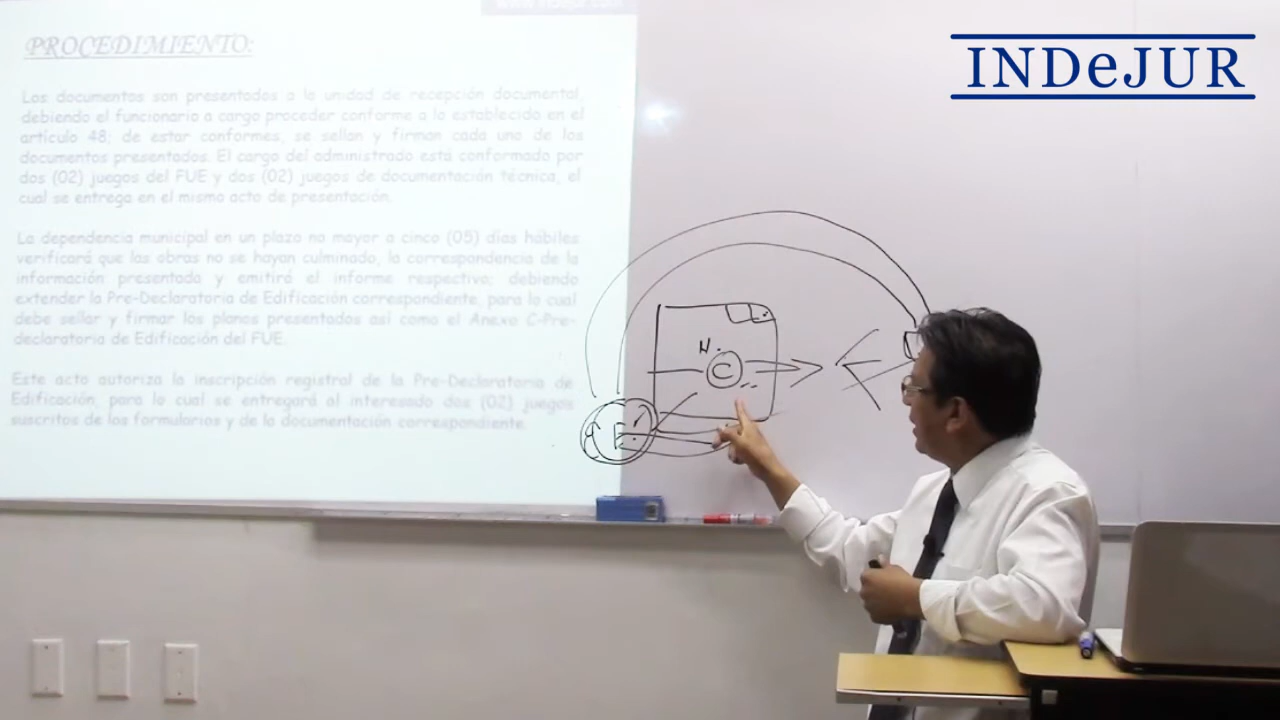 www.indejur.com
INDeJUR
PROCEDIMIENTO:
Los documentos son presentados a la unidad de recepción documental,
debiendo el funcionario a cargo proceder conforme a lo establecido en el
artículo 48; de estar conformes, se sellan y firman cada uno de los
documentos presentados. El cargo del administrado está conformado por
dos (02) juegos del FUE y dos (02) juegos de documentación técnica, el
cual se entrega en el mismo acto de presentación.
La dependencia municipal en un plazo no mayor a cinco (05) días hábiles
verificará que las obras no se hayan culminado, la correspondencia de la
información presentada y emitirá el informe respectivo; debiendo
extender la Pre-Declaratoria de Edificación correspondiente, para lo cual
debe sellar y firmar los planos presentados así como el Anexo C-Pre-
declaratoria de Edificación del FUE.
Este acto autoriza la inscripción registral de la Pre-Declaratoria de
Edificación, para lo cual se entregará al interesado dos (02) juegos
suscritos de los formularios y de la documentación correspondiente.
H.
C
F.